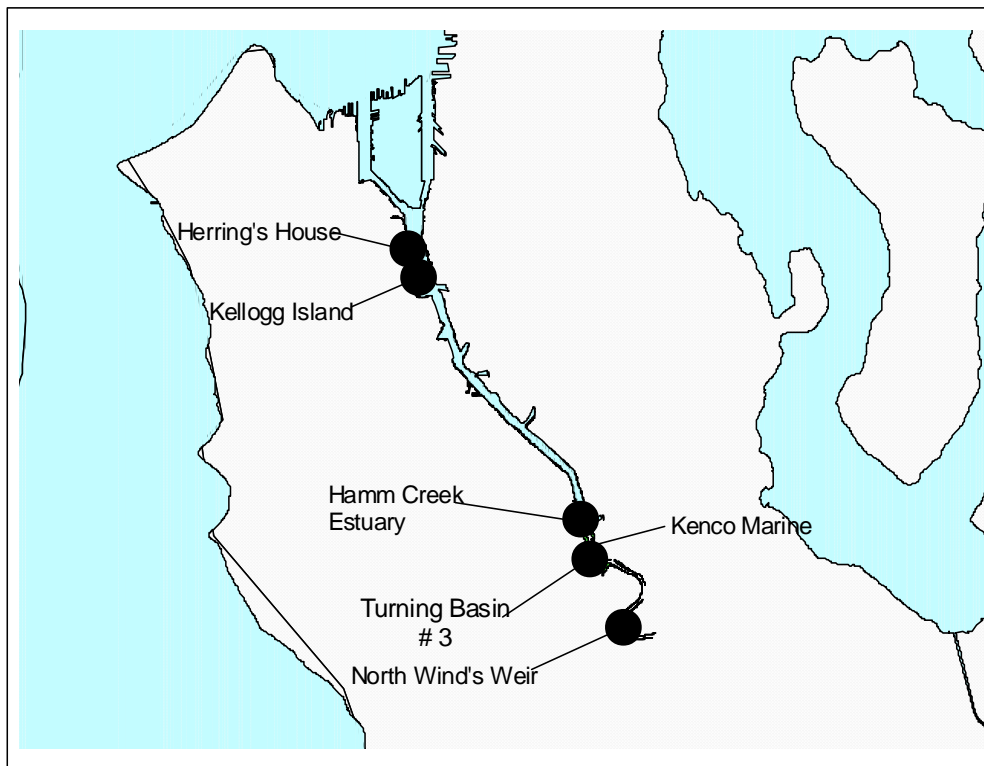 Herring's House
Kellogg Island
Hamm Creek
Estuary
Kenco Marine
Turning Basin
# 3
North Wind's Weir